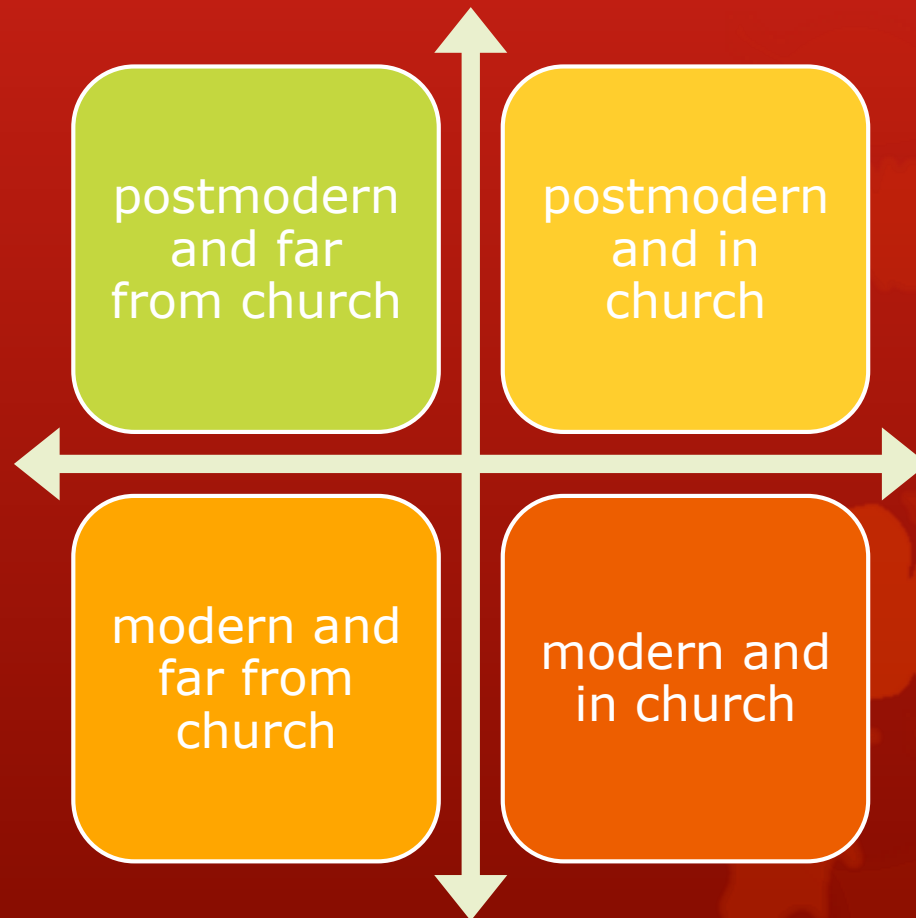 postmodern
and far
from church
postmodern
and in
church
modern and
far from
church
modern and
in church